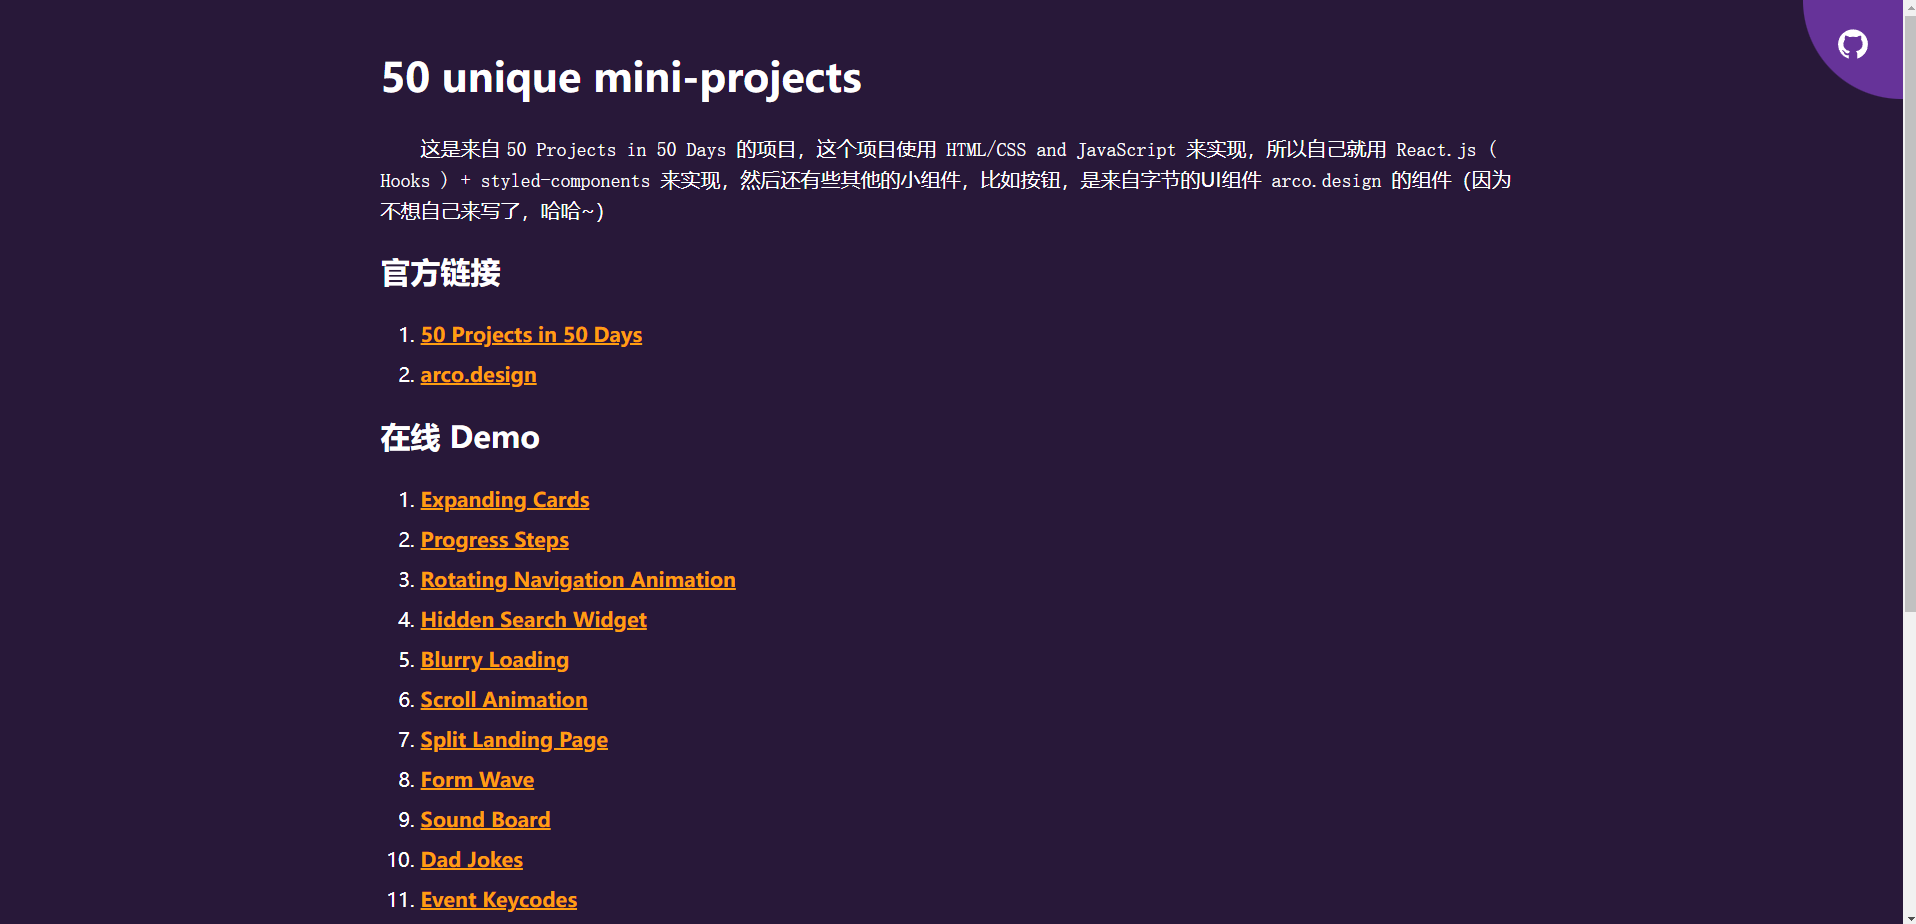 50 unique mini-projects
这是来自 50 Projects in 50 Days 的项目，这个项目使用 HTML/CSS and JavaScript 来实现，所以自己就用 React.js (
Hooks ) + styled-components 来实现，然后还有些其他的小组件，比如按钮，是来自字节的UI组件 arco.design 的组件（因为
不想自己来写了，哈哈~）
官方链接
1. 50 Projects in 50 Days
2. arco.design
在线 Demo
1. Expanding Cards
2. Progress Steps
3. Rotating Navigation Animation
4. Hidden Search Widget
5. Blurry Loading
6. Scroll Animation
7. Split Landing Page
8. Form Wave
9. Sound Board
10. Dad Jokes
11. Event Keycodes